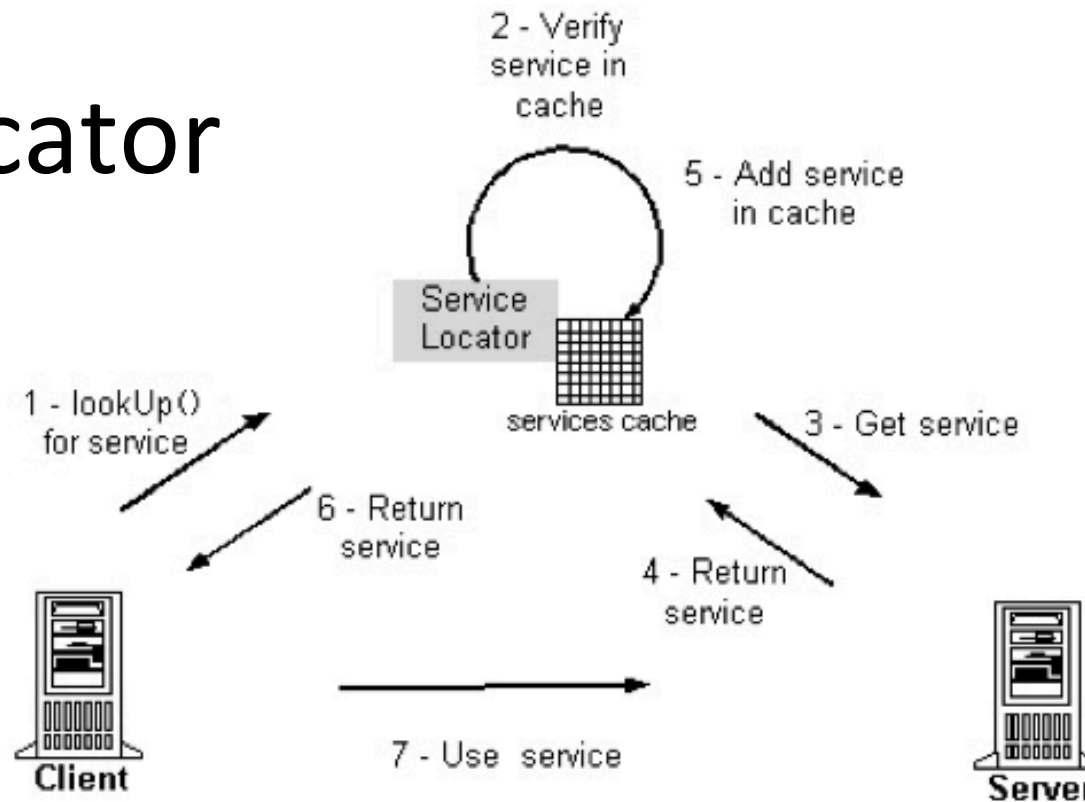 cator
2 - Verify
service in
cache
5 - Add service
in cache
Service
Locator
services cache
1 - lookUp()
for service
3 - Get service
6 - Return
service
4 - Return
service
7 - Use service
Client
Server